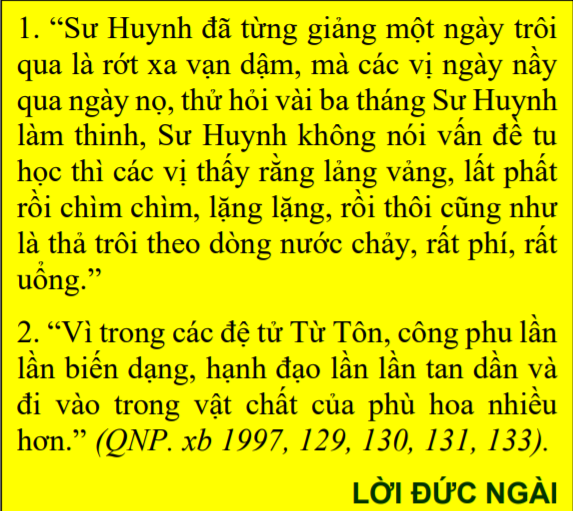 1. “Sư Huynh đã từng giảng một ngày trôi
qua là rớt xa vạn dậm, mà các vị ngày nầy
qua ngày nọ, thử hỏi vài ba tháng Sư Huỳnh
làm thinh, Sư Huynh không nói vấn đề tu
học thì các vị thấy rằng lảng vảng, lất phất
rồi chìm chìm, lặng lặng, rồi thôi cũng như
là thả trôi theo dòng nước chảy, rất phí, rất
uổng.”
2. “Vì trong các đệ tử Từ Tôn, công phu lần
lần biến dạng, hạnh đạo lần lần tan dần và
đi vào trong vật chất của phù hoa nhiều
hơn.” (QNP. xb 1997, 129, 130, 131, 133).
LỜI ĐỨC NGÀI